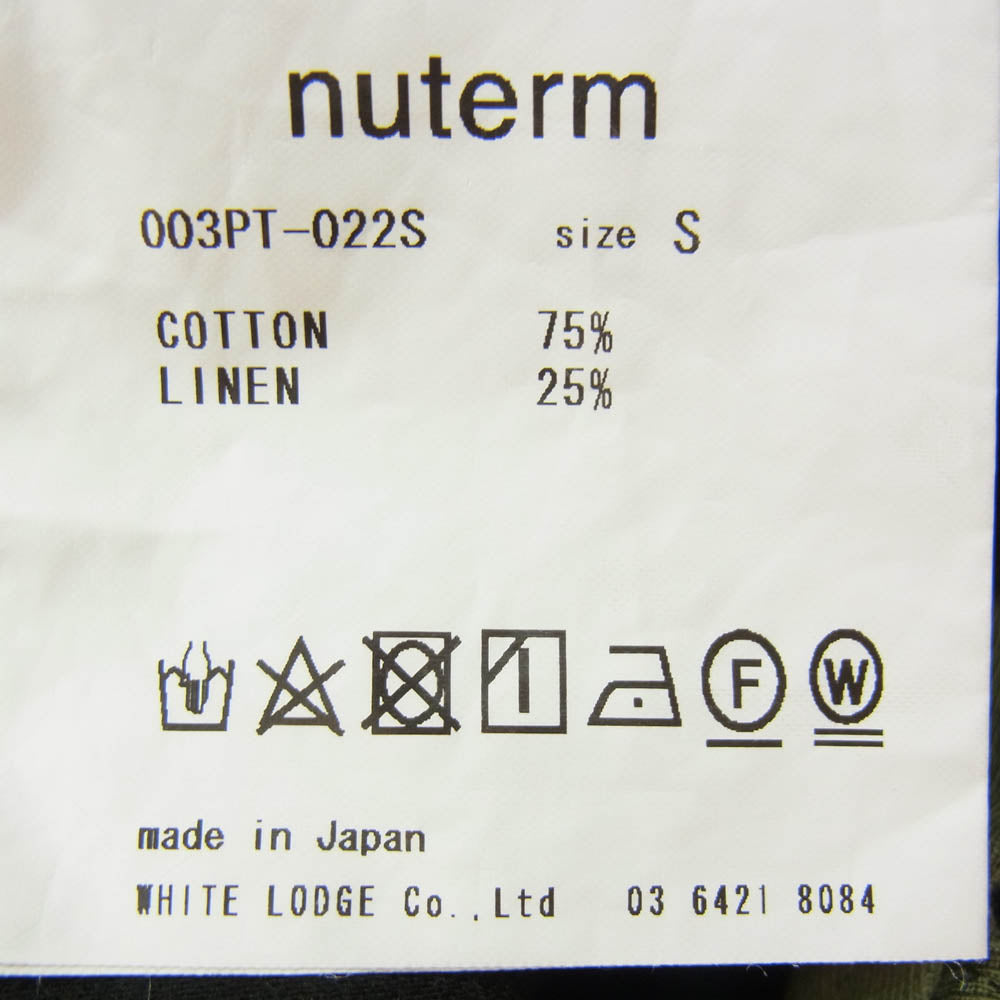 nuterm
003PT-022S size S
COTTON 75%
LINEN 25%
F W
made in Japan
WHITE LODGE Co.,Ltd 03 6421 8084